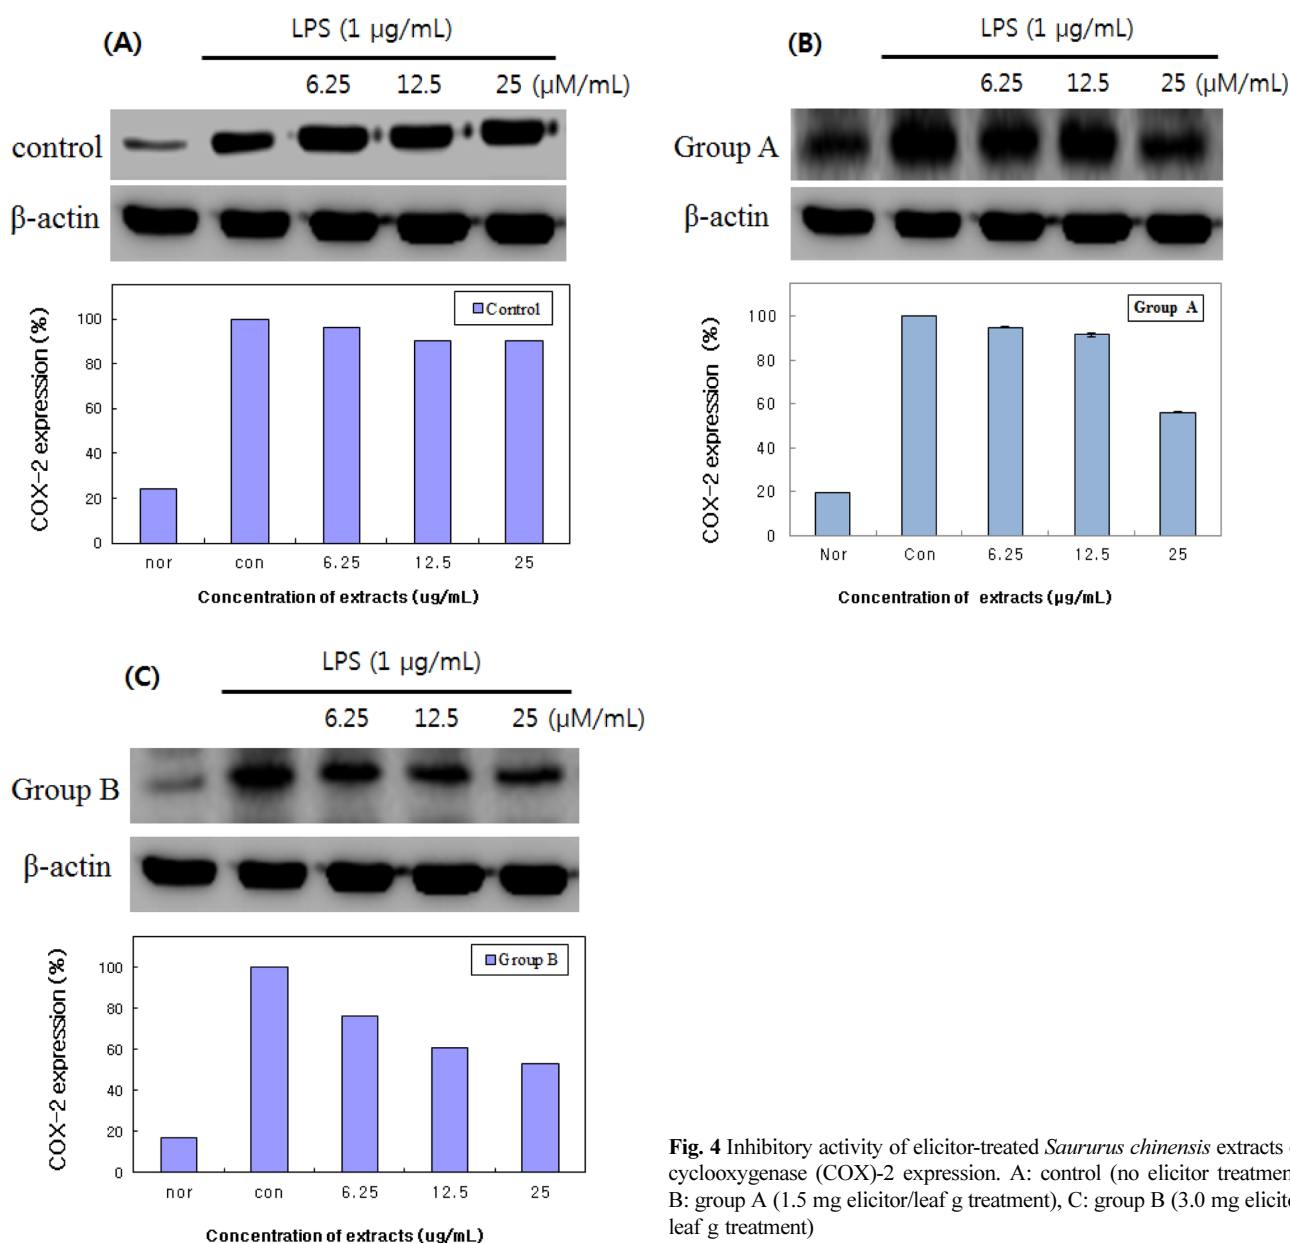 (A)
LPS (1 µg/mL)
6.25 12.5 25 (µM/mL)
control
β-actin
COX-2 expression (%)
100
80
60
40
20
0
Control
nor con 6.25 12.5 25
Concentration of extracts (ug/mL)
(B)
LPS (1 µg/mL)
6.25 12.5 25 (µM/mL)
Group A
β-actin
COX-2 expression (%)
100
80
60
40
20
0
Group A
Nor Con 6.25 12.5 25
Concentration of extracts (µg/mL)
(C)
LPS (1 µg/mL)
6.25 12.5 25 (µM/mL)
Group B
β-actin
COX-2 expression (%)
100
80
60
40
20
0
Group B
nor con 6.25 12.5 25
Concentration of extracts (ug/mL)
Fig. 4 Inhibitory activity of elicitor-treated Saururus chinensis extracts
cyclooxygenase (COX)-2 expression. A: control (no elicitor treatment
B: group A (1.5 mg elicitor/leaf g treatment), C: group B (3.0 mg elicito
leaf g treatment)